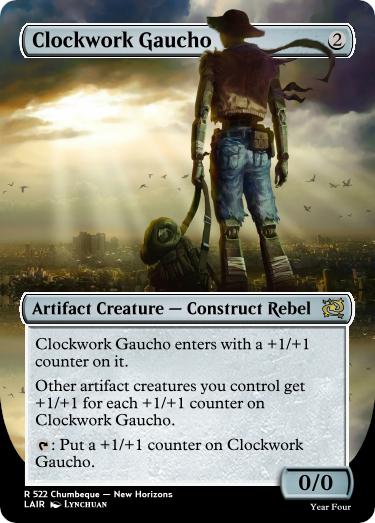 Clockwork Gaucho 2
Artifact Creature — Construct Rebel
Clockwork Gaucho enters with a +1/+1
counter on it.
Other artifact creatures you control get
+1/+1 for each +1/+1 counter on
Clockwork Gaucho.
: Put a +1/+1 counter on Clockwork
Gaucho.
0/0
R 522 Chumbeque — New Horizons
LAIR Lynchuan
Year Four